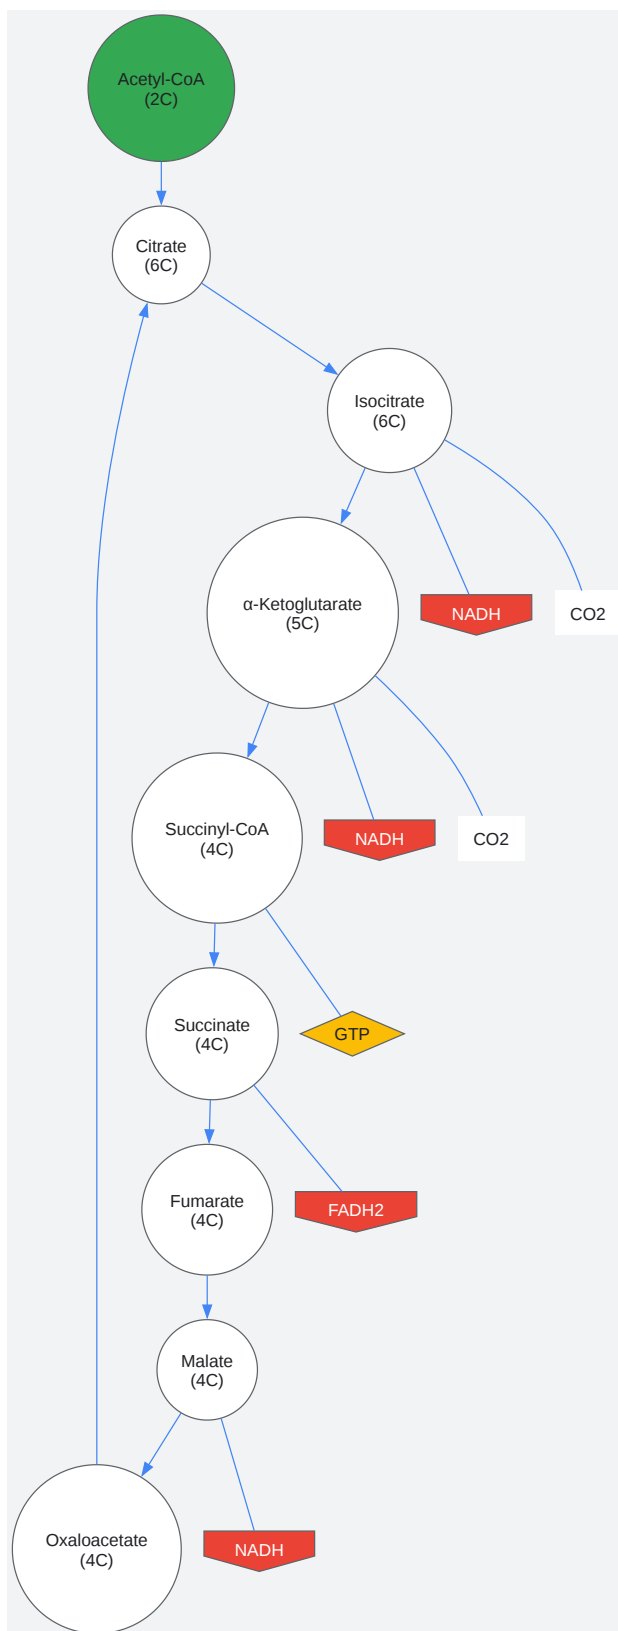 Acetyl-CoA
(2C)
Citrate
(6C)
Isocitrate
(6C)
α-Ketoglutarate
(5C)
NADH
CO2
Succinyl-CoA
(4C)
NADH
CO2
Succinate
(4C)
GTP
Fumarate
(4C)
FADH2
Malate
(4C)
Oxaloacetate
(4C)
NADH